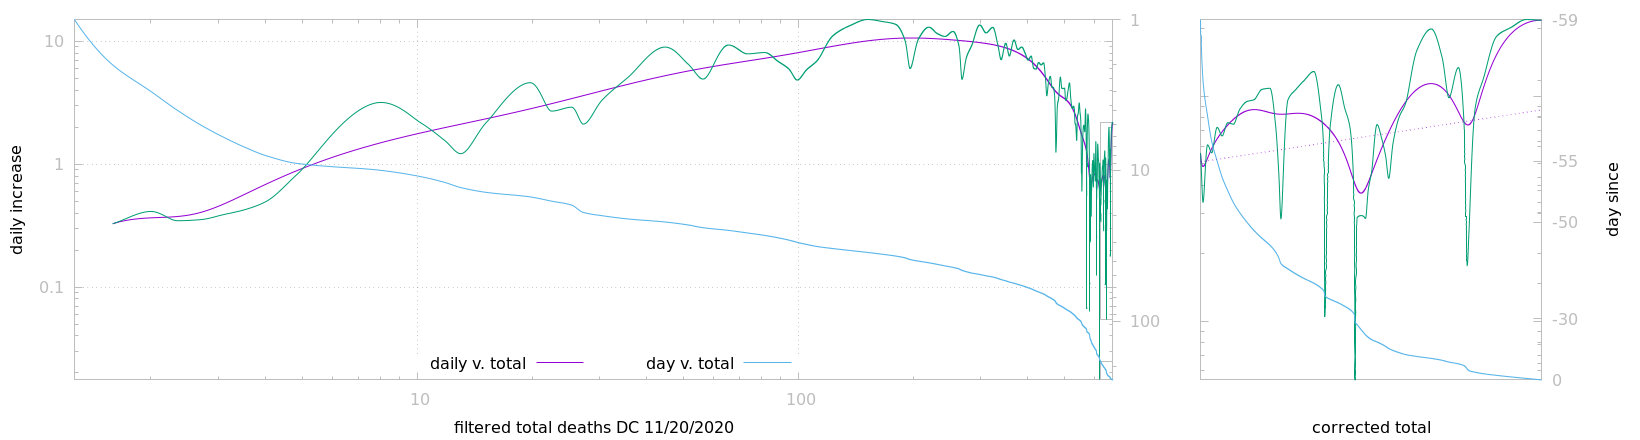 10
1
0.1
daily increase
daily v. total
day v. total
10
100
filtered total deaths DC 11/20/2020
1
10
100
-59
-55
-50
-30
0
day since
corrected total